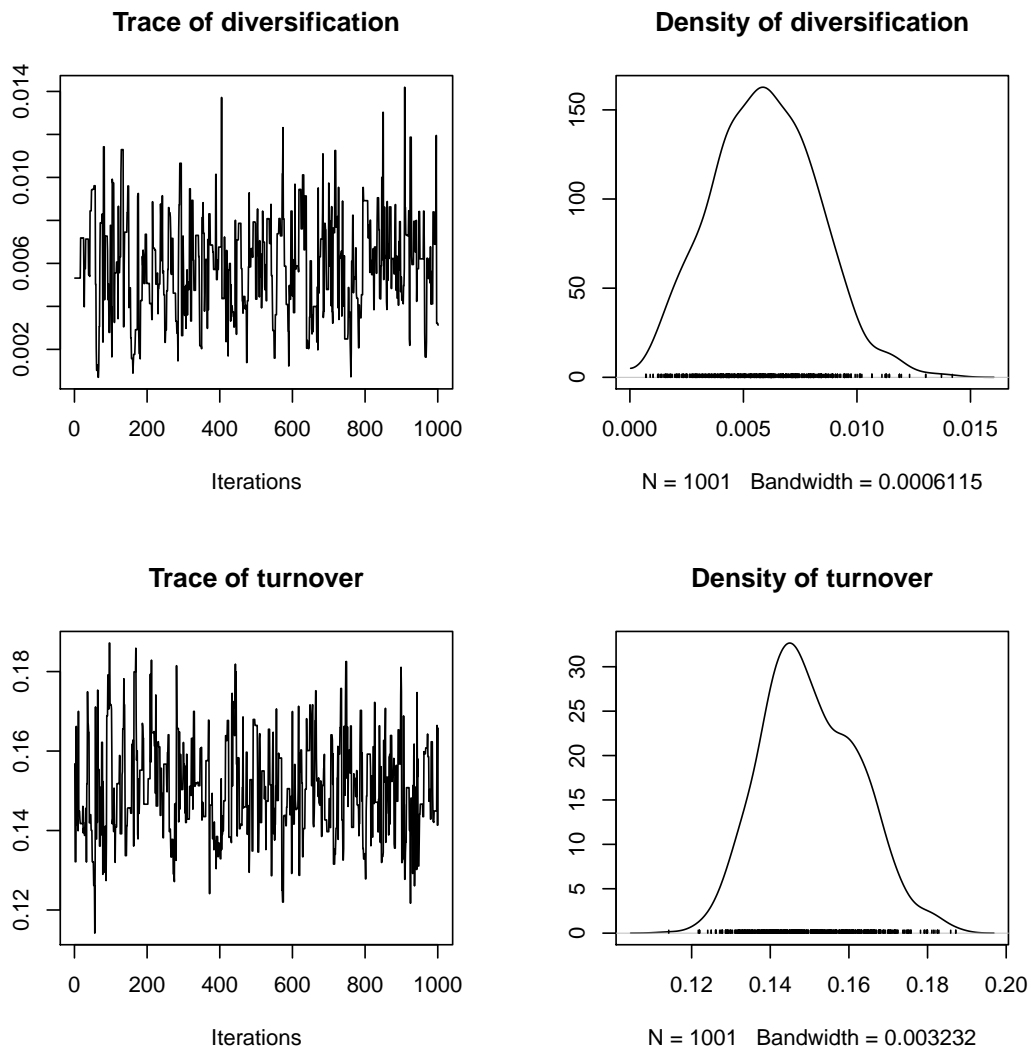 Trace of diversification
0.002 0.006 0.010 0.014
0 200 400 600 800 1000
Iterations
Density of diversification
0 50 100 150
0.000 0.005 0.010 0.015
N = 1001 Bandwidth = 0.0006115
Trace of turnover
0.12 0.14 0.16 0.18
0 200 400 600 800 1000
Iterations
Density of turnover
0 5 10 15 20 25 30
0.12 0.14 0.16 0.18 0.20
N = 1001 Bandwidth = 0.003232